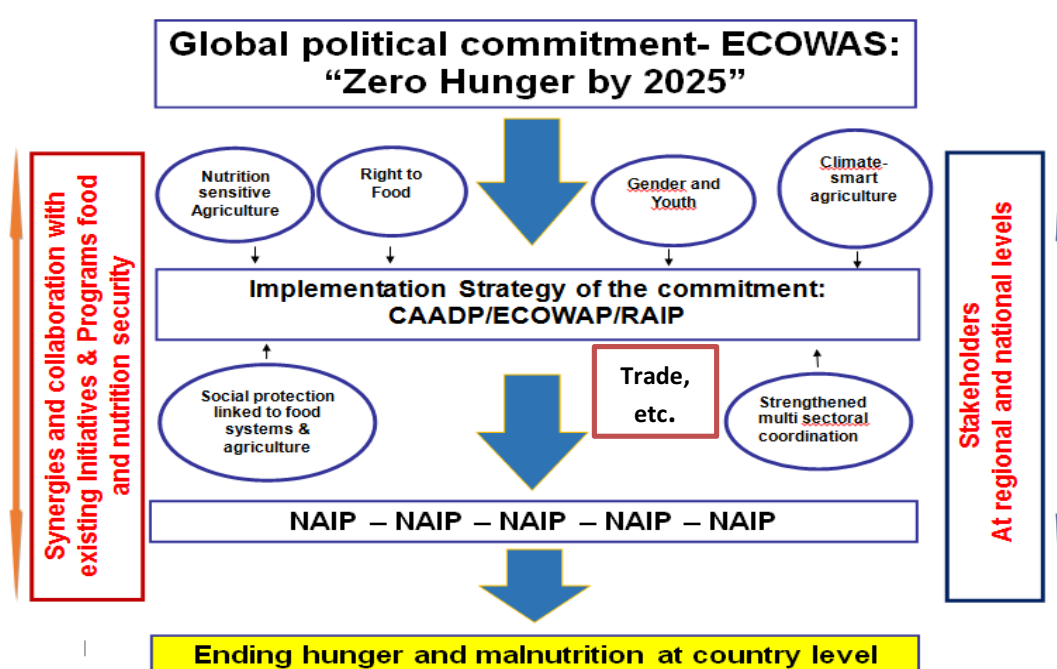 Global political commitment- ECOWAS:
“Zero Hunger by 2025”
Synergies and collaboration with
existing Initiatives & Programs food
and nutrition security
Nutrition
sensitive
Agriculture
Right to
Food
Gender and
Youth
Climate-
smart
agriculture
Stakeholders
At regional and national levels
Implementation Strategy of the commitment:
CAADP/ECOWAP/RAIP
Social protection
linked to food
systems &
agriculture
Trade,
etc.
Strengthened
multi sectoral
coordination
NAIP – NAIP – NAIP – NAIP – NAIP
Ending hunger and malnutrition at country level